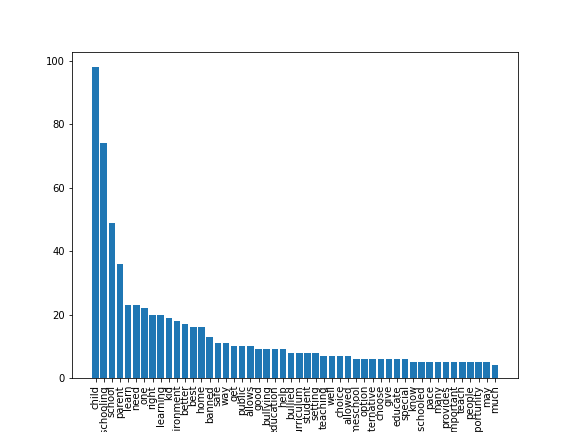 100
80
60
40
20
0
child
schooling
school
parent
learn
need
one
right
learning
kid
ironment
better
best
home
banned
safe
way
get
public
allows
good
bullying
education
help
bullied
urriculum
student
setting
teaching
well
choice
allowed
meschool
option
ternative
choose
give
educate
special
know
schooled
pace
many
provides
mportant
teach
people
portunity
may
much